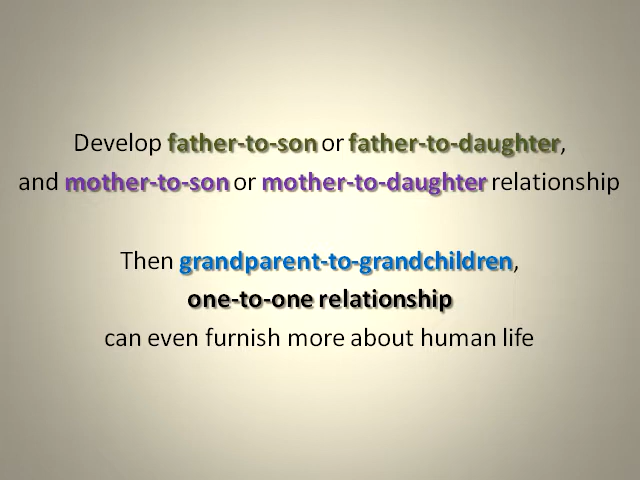 Develop father-to-son or father-to-daughter,
and mother-to-son or mother-to-daughter relationship
Then grandparent-to-grandchildren,
one-to-one relationship
can even furnish more about human life